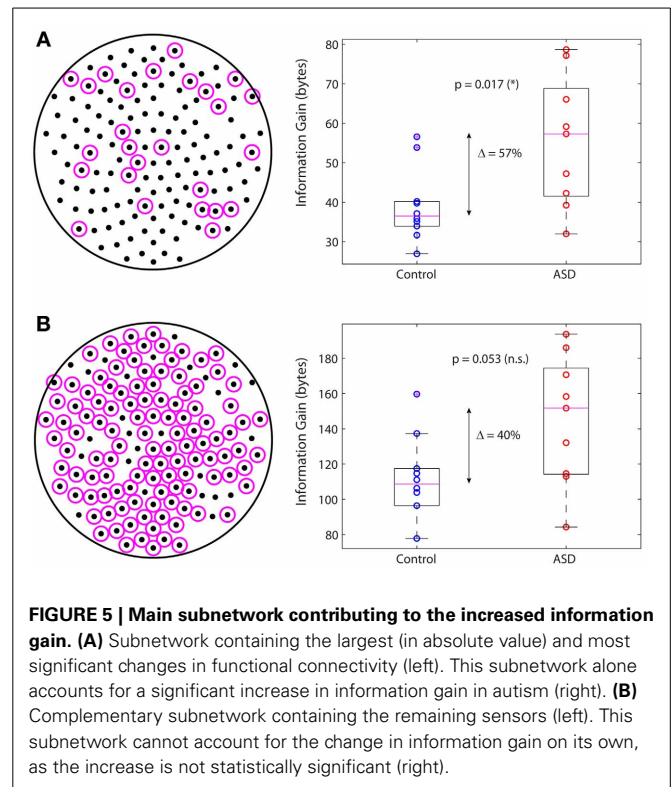 A
Information Gain (bytes)
80
70
60
50
40
30
p = 0.017 (*)
Δ = 57%
Control ASD
B
Information Gain (bytes)
180
160
140
120
100
80
p = 0.053 (n.s.)
Δ = 40%
Control ASD
FIGURE 5 | Main subnetwork contributing to the increased information
gain. (A) Subnetwork containing the largest (in absolute value) and most
significant changes in functional connectivity (left). This subnetwork alone
accounts for a significant increase in information gain in autism (right). (B)
Complementary subnetwork containing the remaining sensors (left). This
subnetwork cannot account for the change in information gain on its own,
as the increase is not statistically significant (right).